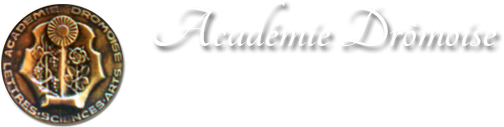 Académie Drômoise
ACADEMIE DROMOISE
LETTRES·SCIENCES·ARTS